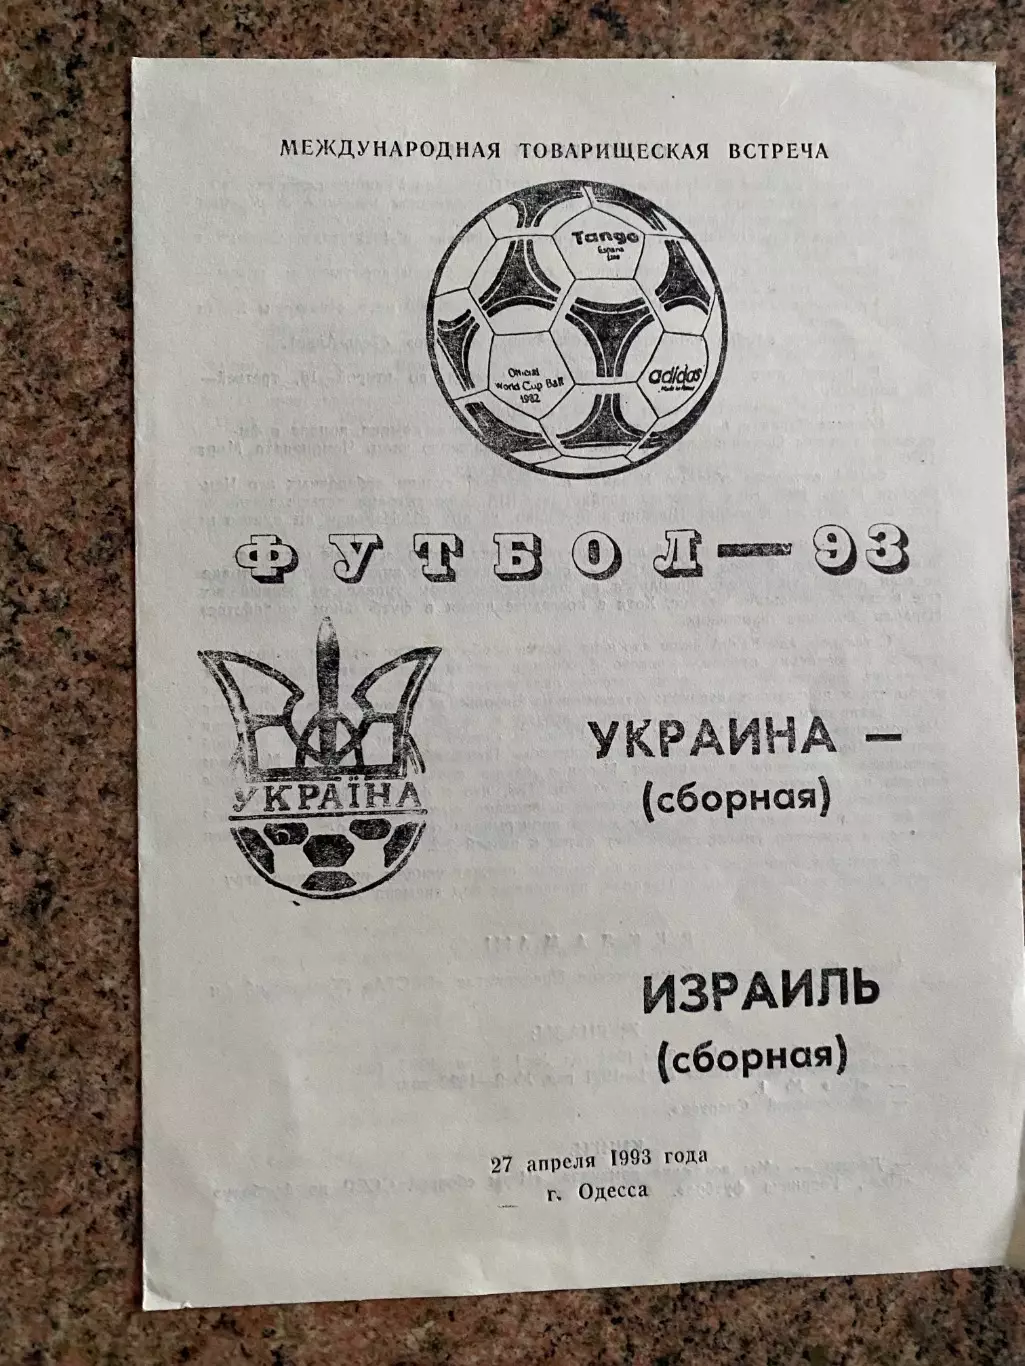 МЕЖДУНАРОДНАЯ ТОВАРИЩЕСКАЯ ВСТРЕЧА
Tango
España
Official
World Cup Ball
1982
adidas
ФУТБОЛ—93
УКРАЇНА
УКРАИНА —
(сборная)
ИЗРАИЛЬ
(сборная)
27 апреля 1993 года
г. Одесса